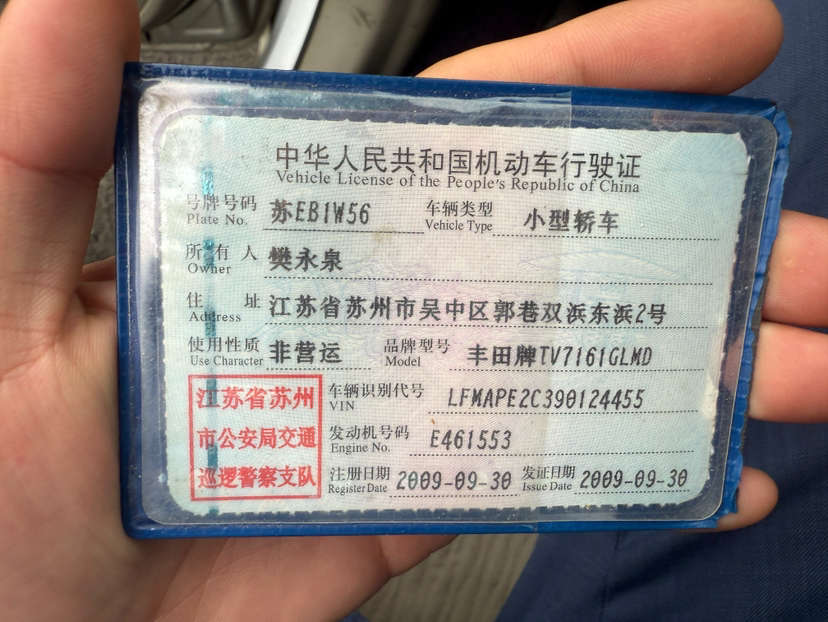 中华人民共和国机动车行驶证
Vehicle License of the People's Republic of China
号牌号码 苏EB1W56 车辆类型 小型轿车
Plate No. Vehicle Type
所有人 樊永泉
Owner
住址 江苏省苏州市吴中区郭巷双浜东浜2号
Address
使用性质 非营运 品牌型号 丰田牌TV7161GLMD
Use Character Model
江苏省苏州
市公安局交通
巡逻警察支队
车辆识别代号 LFMAPE2C390124455
VIN
发动机号码 E461553
Engine No.
注册日期 2009-09-30 发证日期 2009-09-30
Register Date Issue Date